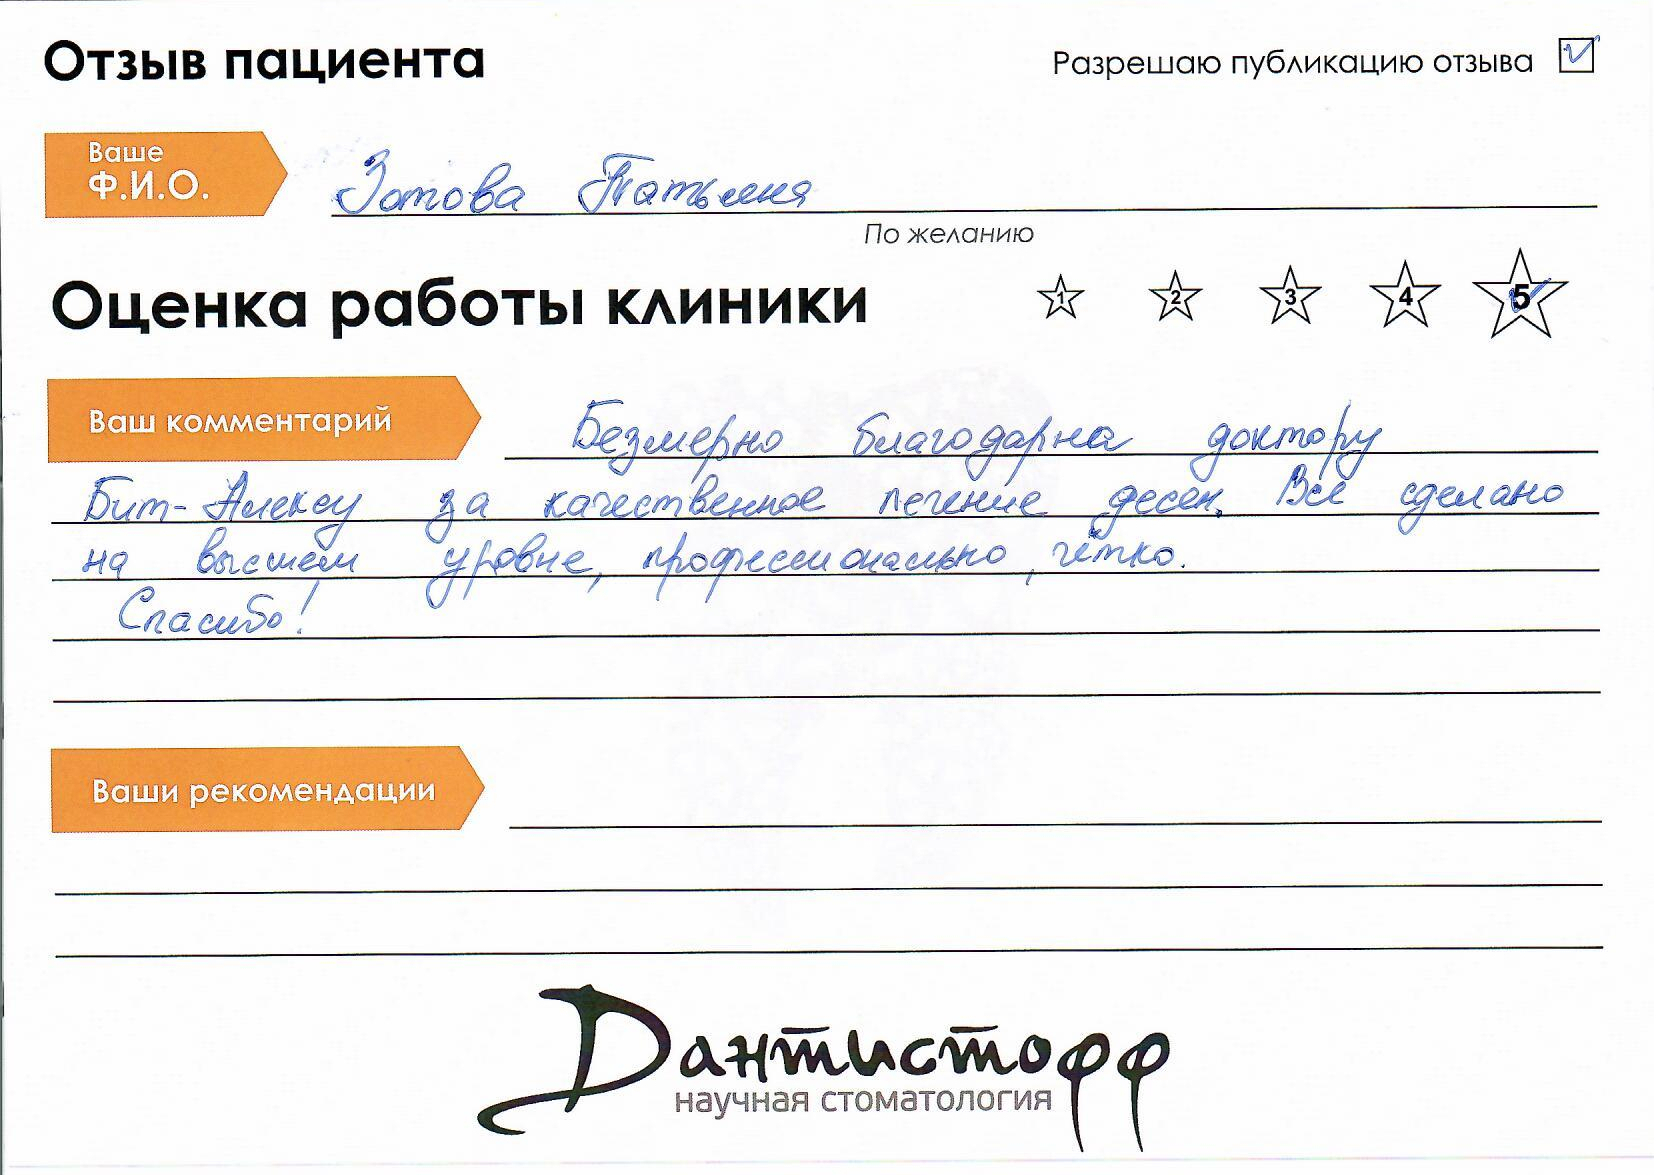 Отзыв пациента
Разрешаю публикацию отзыва
Ваше
Ф.И.О.
Зотова Татьяна
По желанию
Оценка работы клиники
1 2 3 4 5
Ваш комментарий
Безмерно благодарна доктору
Бит-Алексу за качественное лечение десен. Всё сделано
на высшем уровне, профессионально, чётко.
Спасибо!
Ваши рекомендации
Дантистофф
научная стоматология